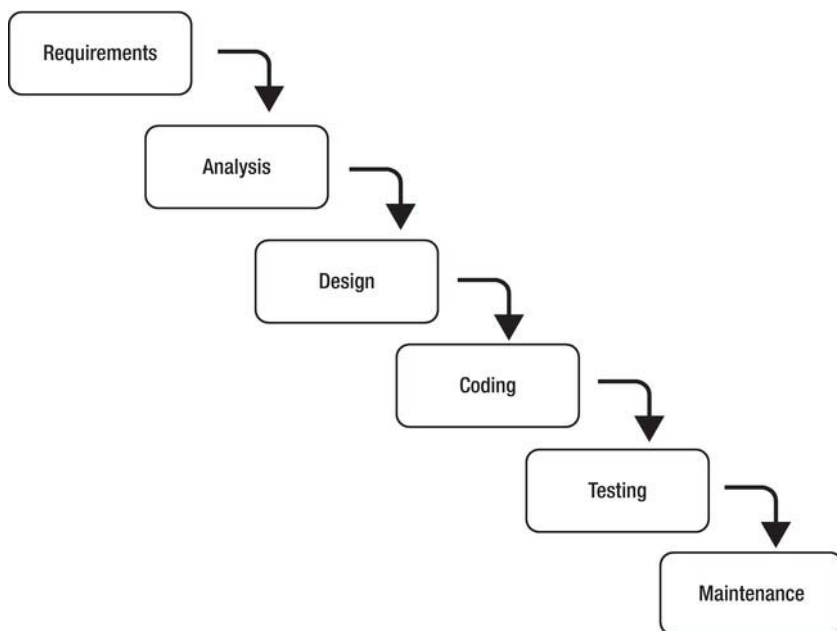 Requirements
Analysis
Design
Coding
Testing
Maintenance